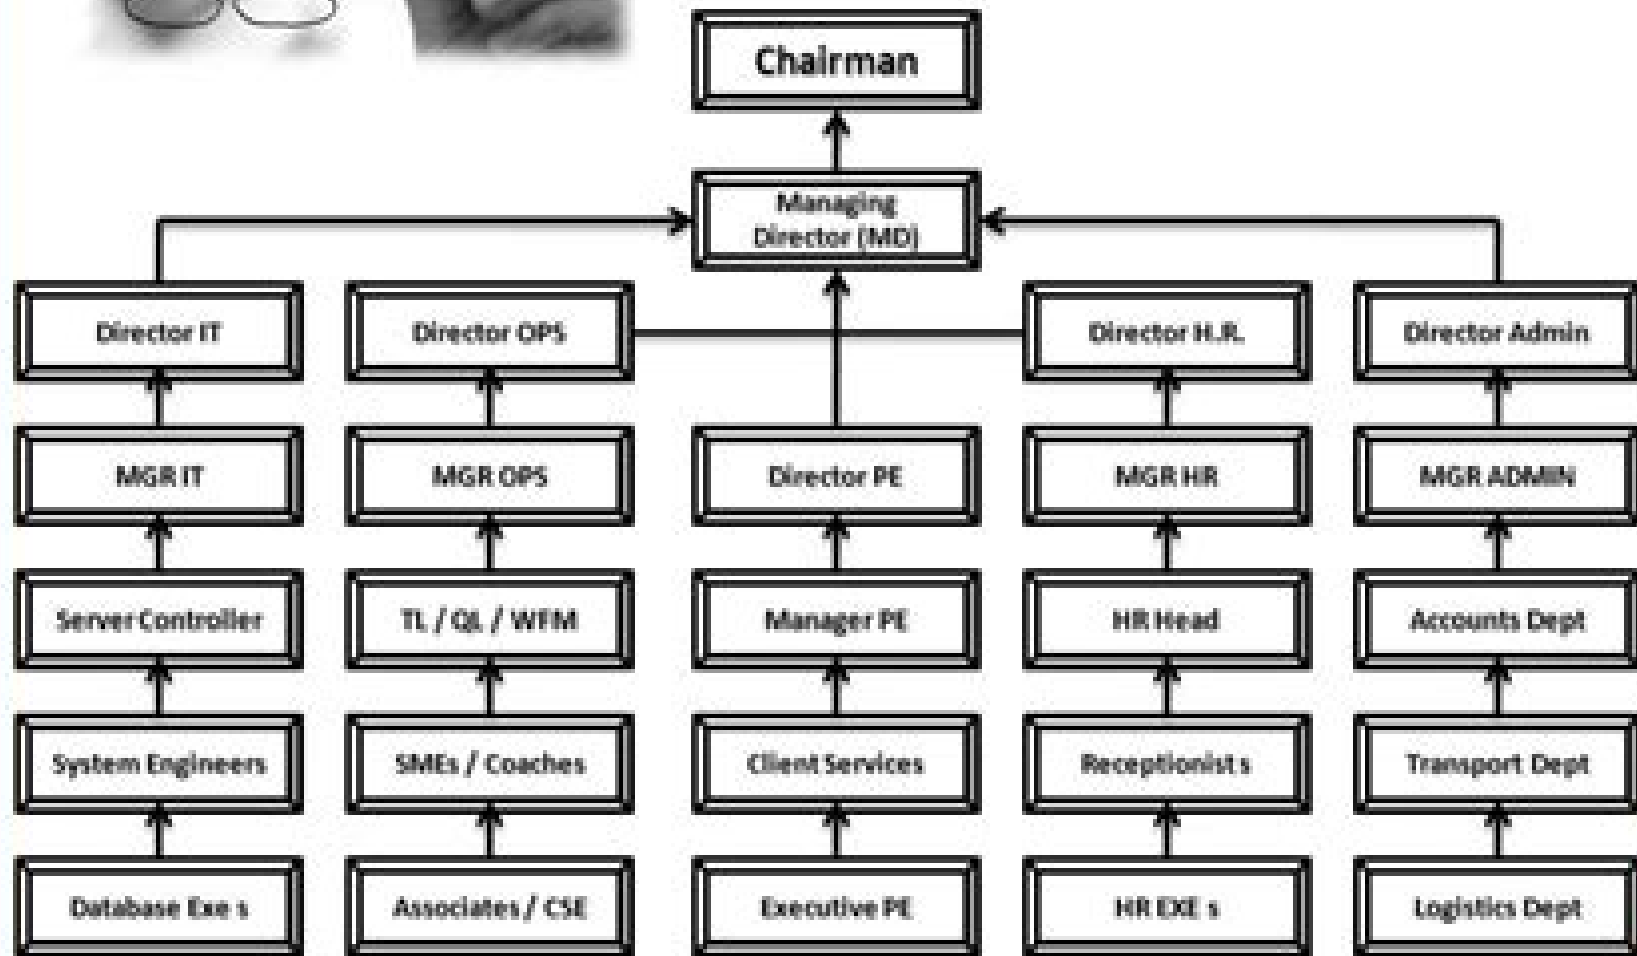 Chairman
Managing
Director (MD)
Director IT
Director OPS
Director H.R.
Director Admin
MGR IT
MGR OPS
Director PE
MGR HR
MGR ADMIN
Server Controller
TL / QL / WFM
Manager PE
HR Head
Accounts Dept
System Engineers
SMEs / Coaches
Client Services
Receptionist s
Transport Dept
Database Exe s
Associates / CSE
Executive PE
HR EXE s
Logistics Dept